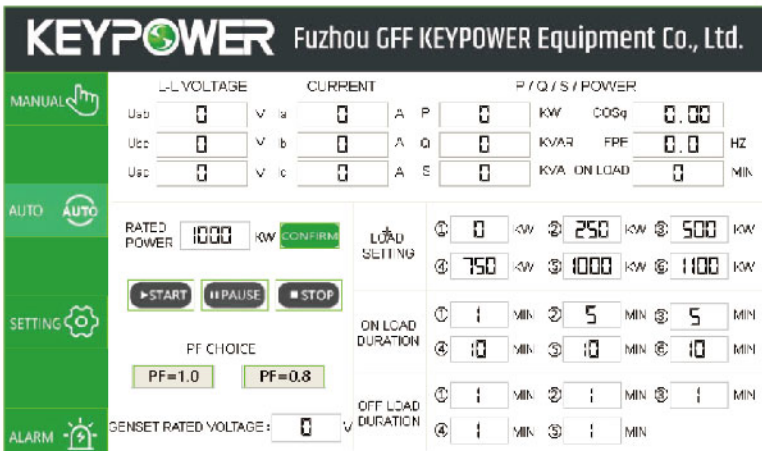 KEYPOWER Fuzhou GFF KEYPOWER Equipment Co., Ltd.
MANUAL
L-L VOLTAGE CURRENT P / Q / S / POWER
Uab 0 V Ia 0 A P 0 KW COSφ 0.00
Ubc 0 V Ib 0 A Q 0 KVAR FPE 0.0 HZ
Uac 0 V Ic 0 A S 0 KVA ON LOAD 0 MIN
AUTO AUTO
RATED POWER 1000 KW CONFIRM
LOAD SETTING
① 0 KW ② 250 KW ③ 500 KW
④ 750 KW ⑤ 1000 KW ⑥ 1100 KW
START PAUSE STOP
SETTING
ON LOAD DURATION
① 1 MIN ② 5 MIN ③ 5 MIN
④ 10 MIN ⑤ 10 MIN ⑥ 10 MIN
PF CHOICE
PF=1.0 PF=0.8
OFF LOAD DURATION
① 1 MIN ② 1 MIN ③ 1 MIN
④ 1 MIN ⑤ 1 MIN
GENSET RATED VOLTAGE: 0 V
ALARM